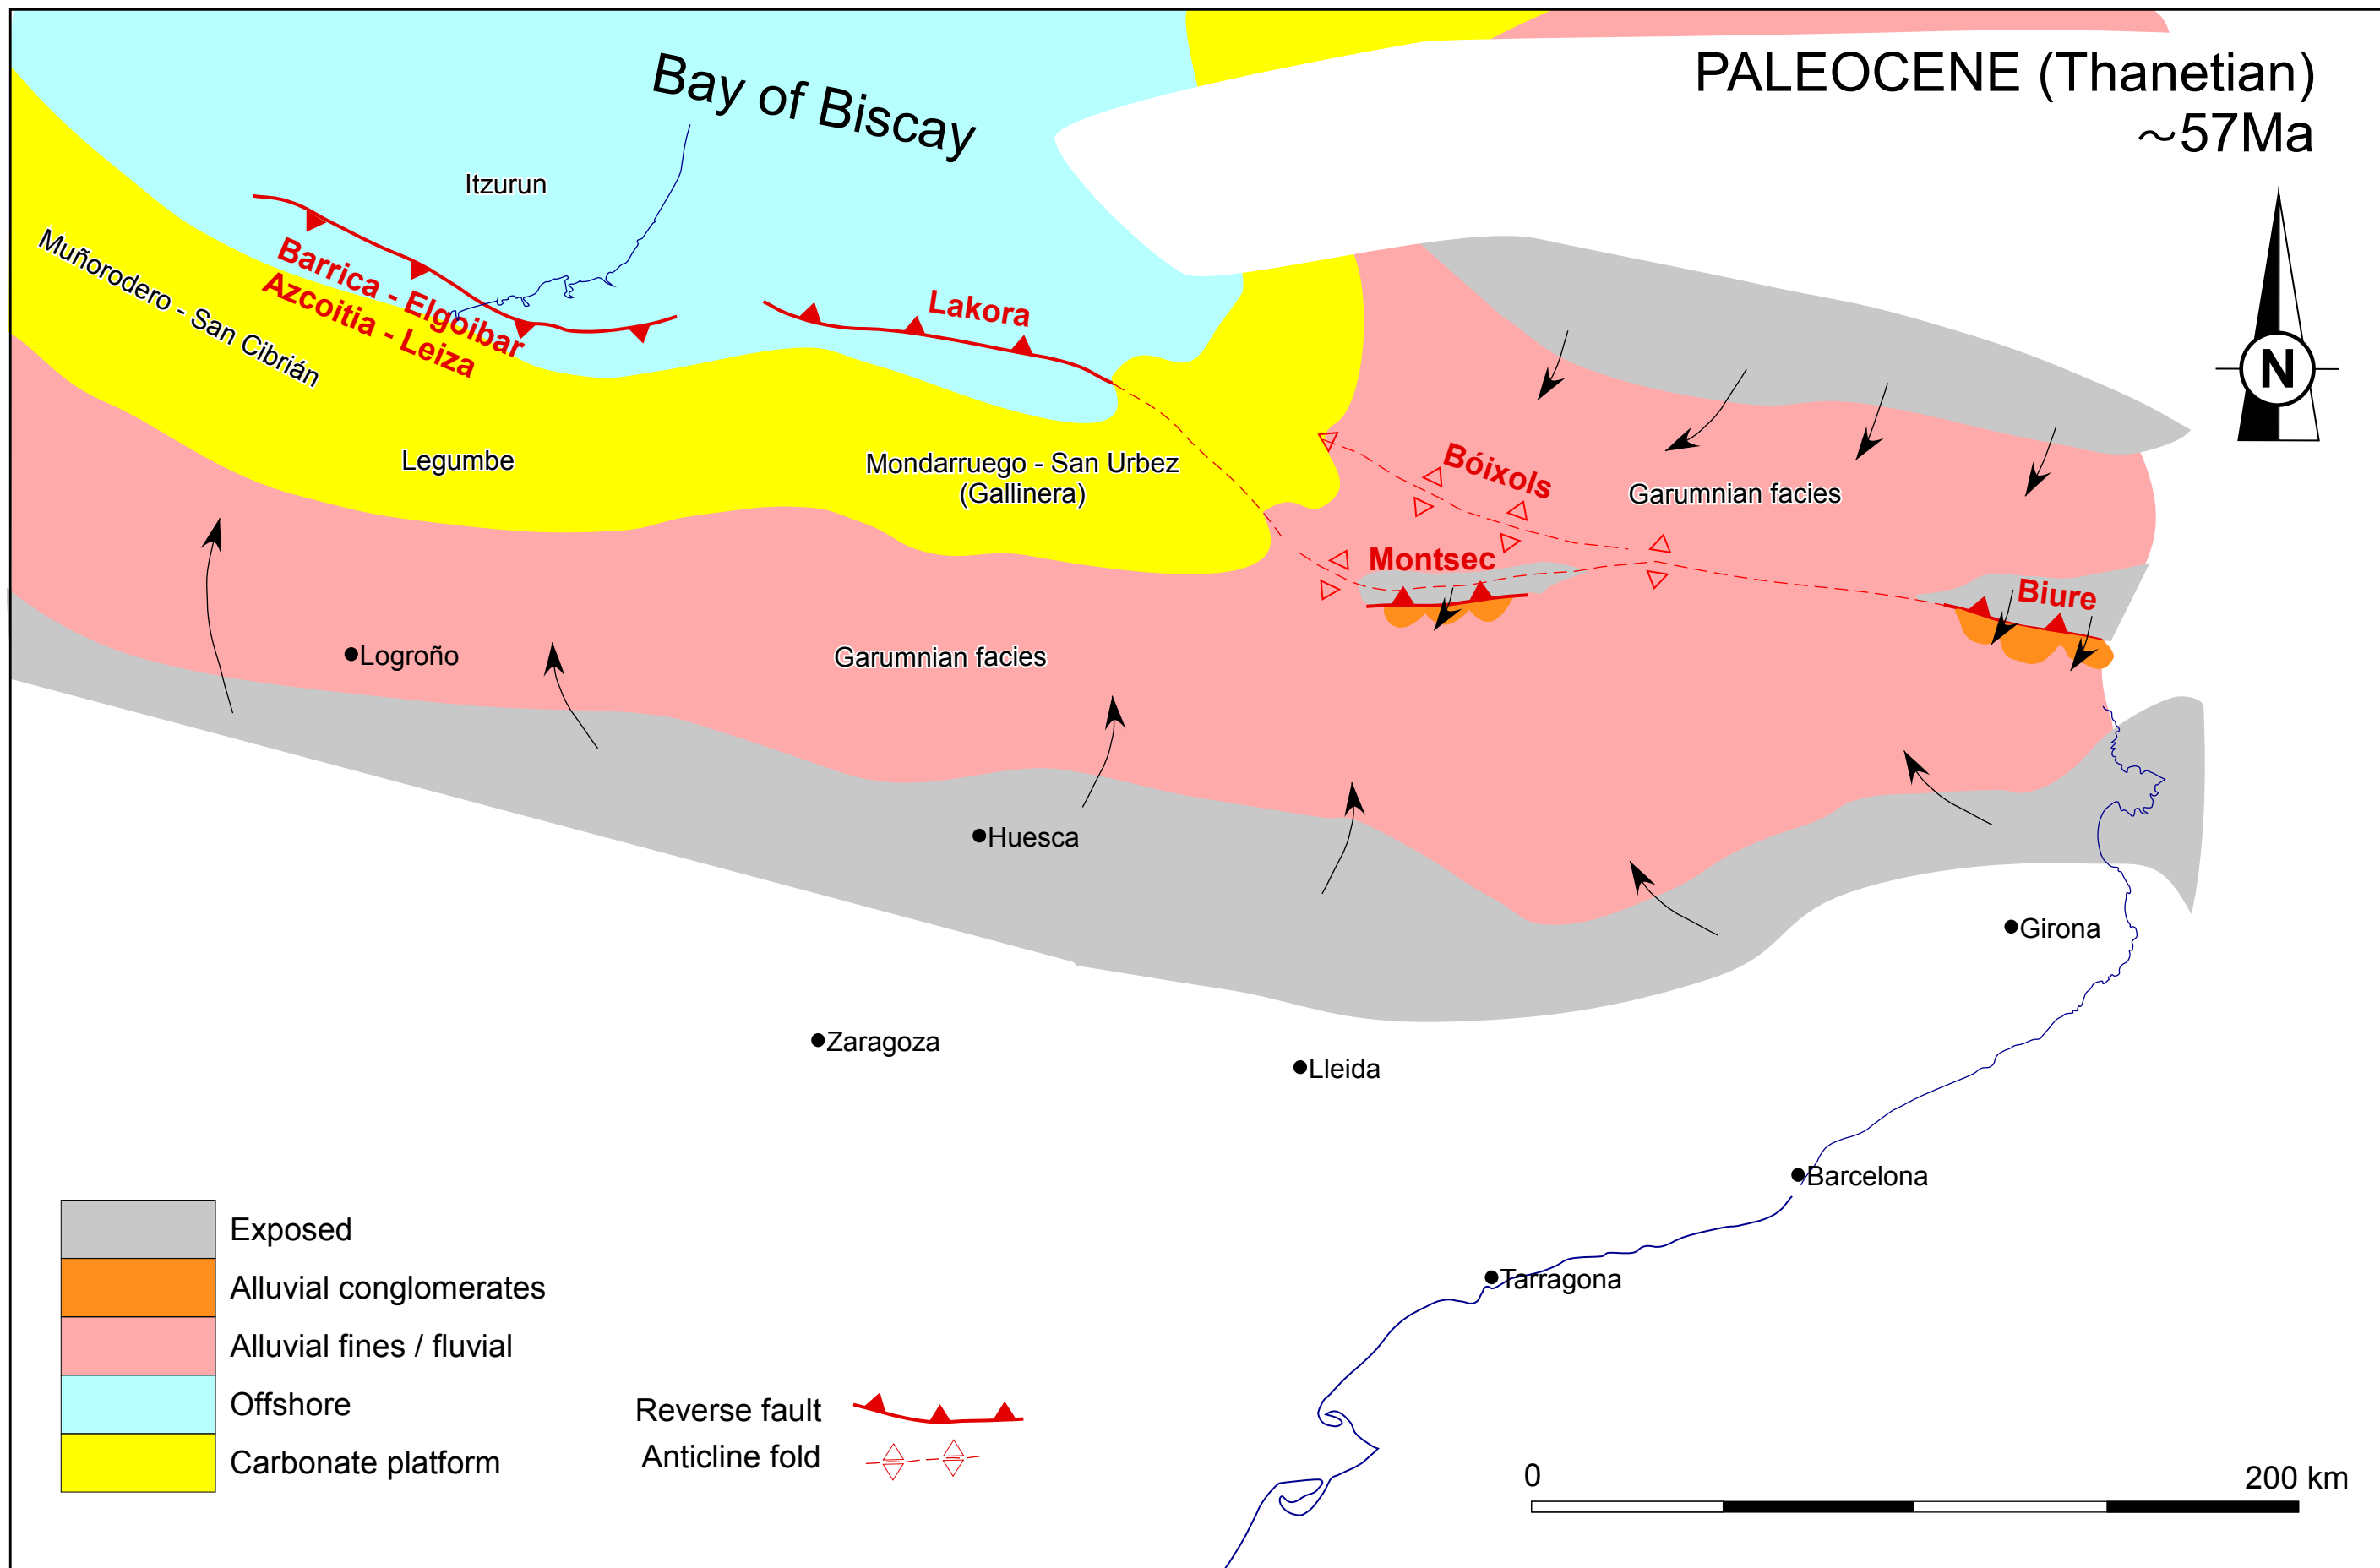 PALEOCENE (Thanetian)
~57Ma
Bay of Biscay
N
Itzurun
Barrica - Elgoibar
Azcoitia - Leiza
Muñorodero - San Cibrián
Lakora
Legumbe
Mondarruego - San Urbez
(Gallinera)
Bóixols
Garumnian facies
Montsec
Biure
Logroño
Garumnian facies
Huesca
Girona
Zaragoza
Lleida
Barcelona
Tarragona
Exposed
Alluvial conglomerates
Alluvial fines / fluvial
Offshore
Carbonate platform
Reverse fault
Anticline fold
0
200 km